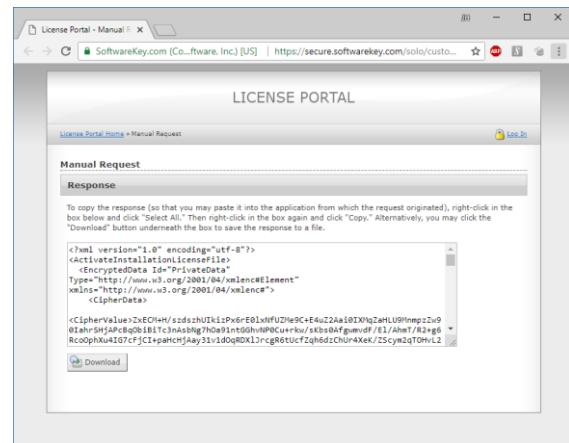 License Portal - Manual R
SoftwareKey.com (Co...ftware, Inc.) [US] | https://secure.softwarekey.com/solo/custo...
ABP
S
LICENSE PORTAL
License Portal Home » Manual Request
Log In
Manual Request
Response
To copy the response (so that you may paste it into the application from which the request originated), right-click in the
box below and click "Select All." Then right-click in the box again and click "Copy." Alternatively, you may click the
"Download" button underneath the box to save the response to a file.
<?xml version="1.0" encoding="utf-8"?>
<ActivateInstallationLicenseFile>
<EncryptedData Id="PrivateData"
Type="http://www.w3.org/2001/04/xmlenc#Element"
xmlns="http://www.w3.org/2001/04/xmlenc#">
<CipherData>
<CipherValue>
Download